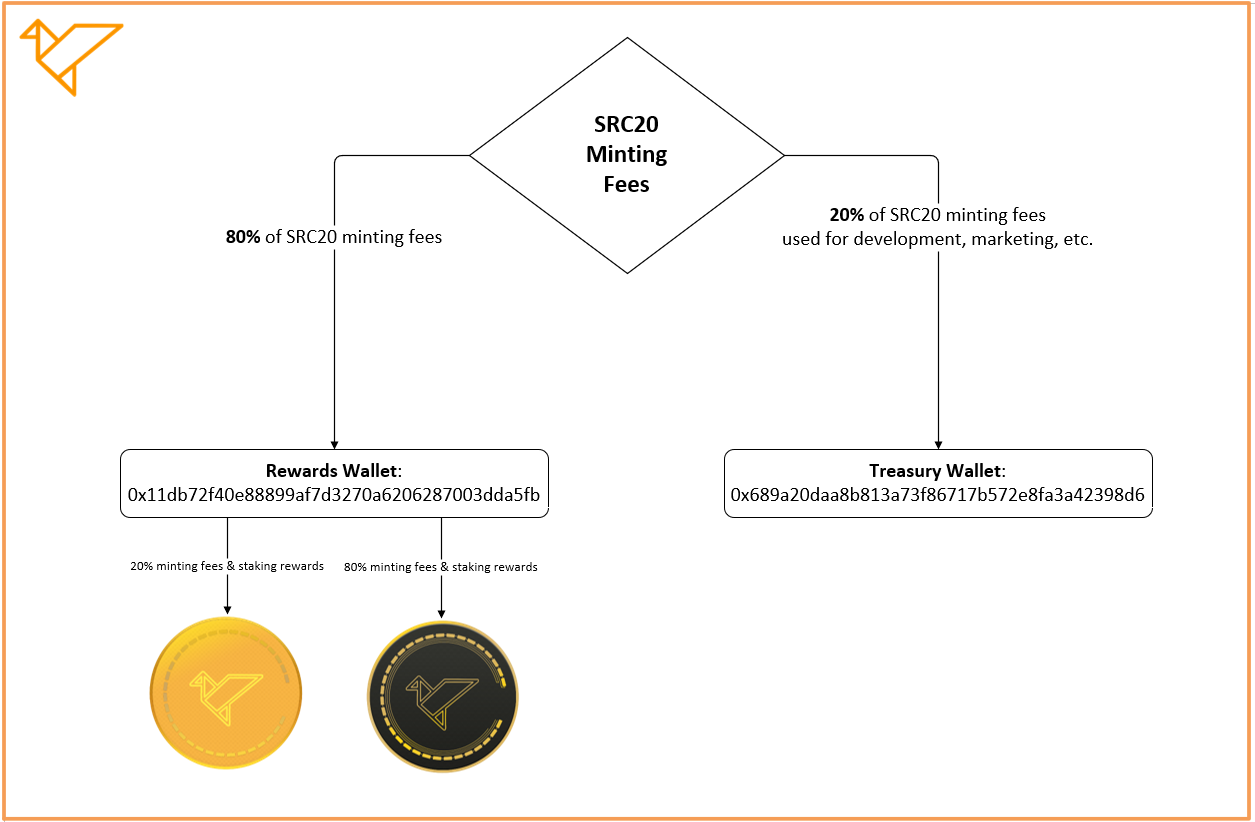 SRC20
Minting
Fees
80% of SRC20 minting fees
20% of SRC20 minting fees
used for development, marketing, etc.
Rewards Wallet:
0x11db72f40e88899af7d3270a6206287003dda5fb
Treasury Wallet:
0x689a20daa8b813a73f86717b572e8fa3a42398d6
20% minting fees & staking rewards
80% minting fees & staking rewards